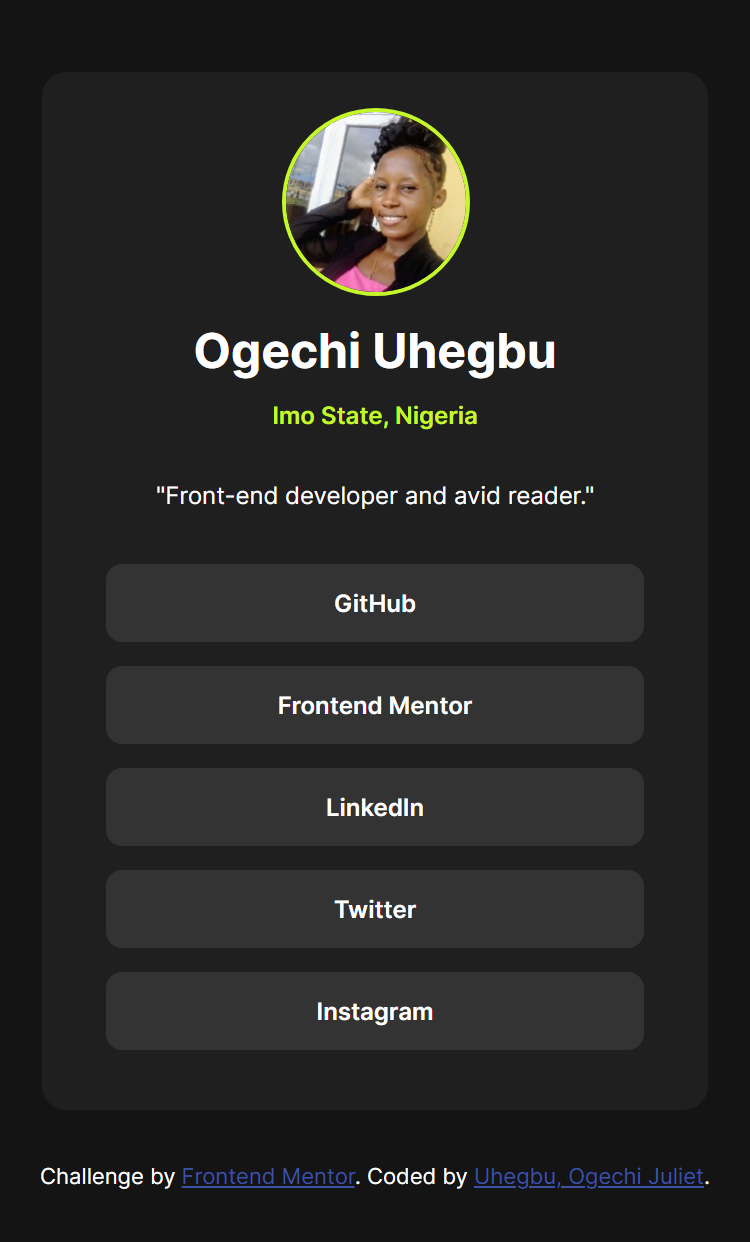 Ogechi Uhegbu
Imo State, Nigeria
"Front-end developer and avid reader."
GitHub
Frontend Mentor
LinkedIn
Twitter
Instagram
Challenge by Frontend Mentor. Coded by Uhegbu, Ogechi Juliet.